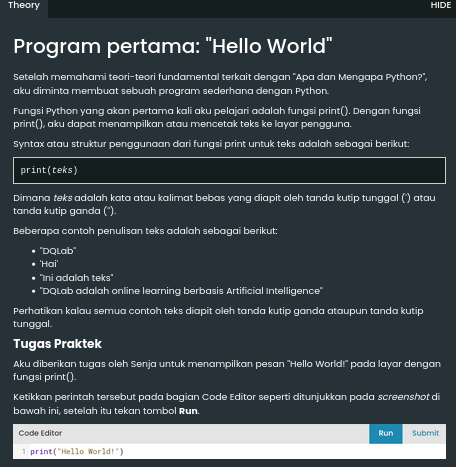 Theory
HIDE
Program pertama: "Hello World"
Setelah memahami teori-teori fundamental terkait dengan "Apa dan Mengapa Python?",
aku diminta membuat sebuah program sederhana dengan Python.
Fungsi Python yang akan pertama kali aku pelajari adalah fungsi print(). Dengan fungsi
print(), aku dapat menampilkan atau mencetak teks ke layar pengguna.
Syntax atau struktur penggunaan dari fungsi print untuk teks adalah sebagai berikut:
print(teks)
Dimana teks adalah kata atau kalimat bebas yang diapit oleh tanda kutip tunggal (') atau
tanda kutip ganda (").
Beberapa contoh penulisan teks adalah sebagai berikut:
• "DQLab"
• 'Hai'
• "Ini adalah teks"
• "DQLab adalah online learning berbasis Artificial Intelligence"
Perhatikan kalau semua contoh teks diapit oleh tanda kutip ganda ataupun tanda kutip
tunggal.
Tugas Praktek
Aku diberikan tugas oleh Senja untuk menampilkan pesan "Hello World!" pada layar dengan
fungsi print().
Ketikkan perintah tersebut pada bagian Code Editor seperti ditunjukkan pada screenshot di
bawah ini, setelah itu tekan tombol Run.
Code Editor
Run
Submit
1 print("Hello World!")